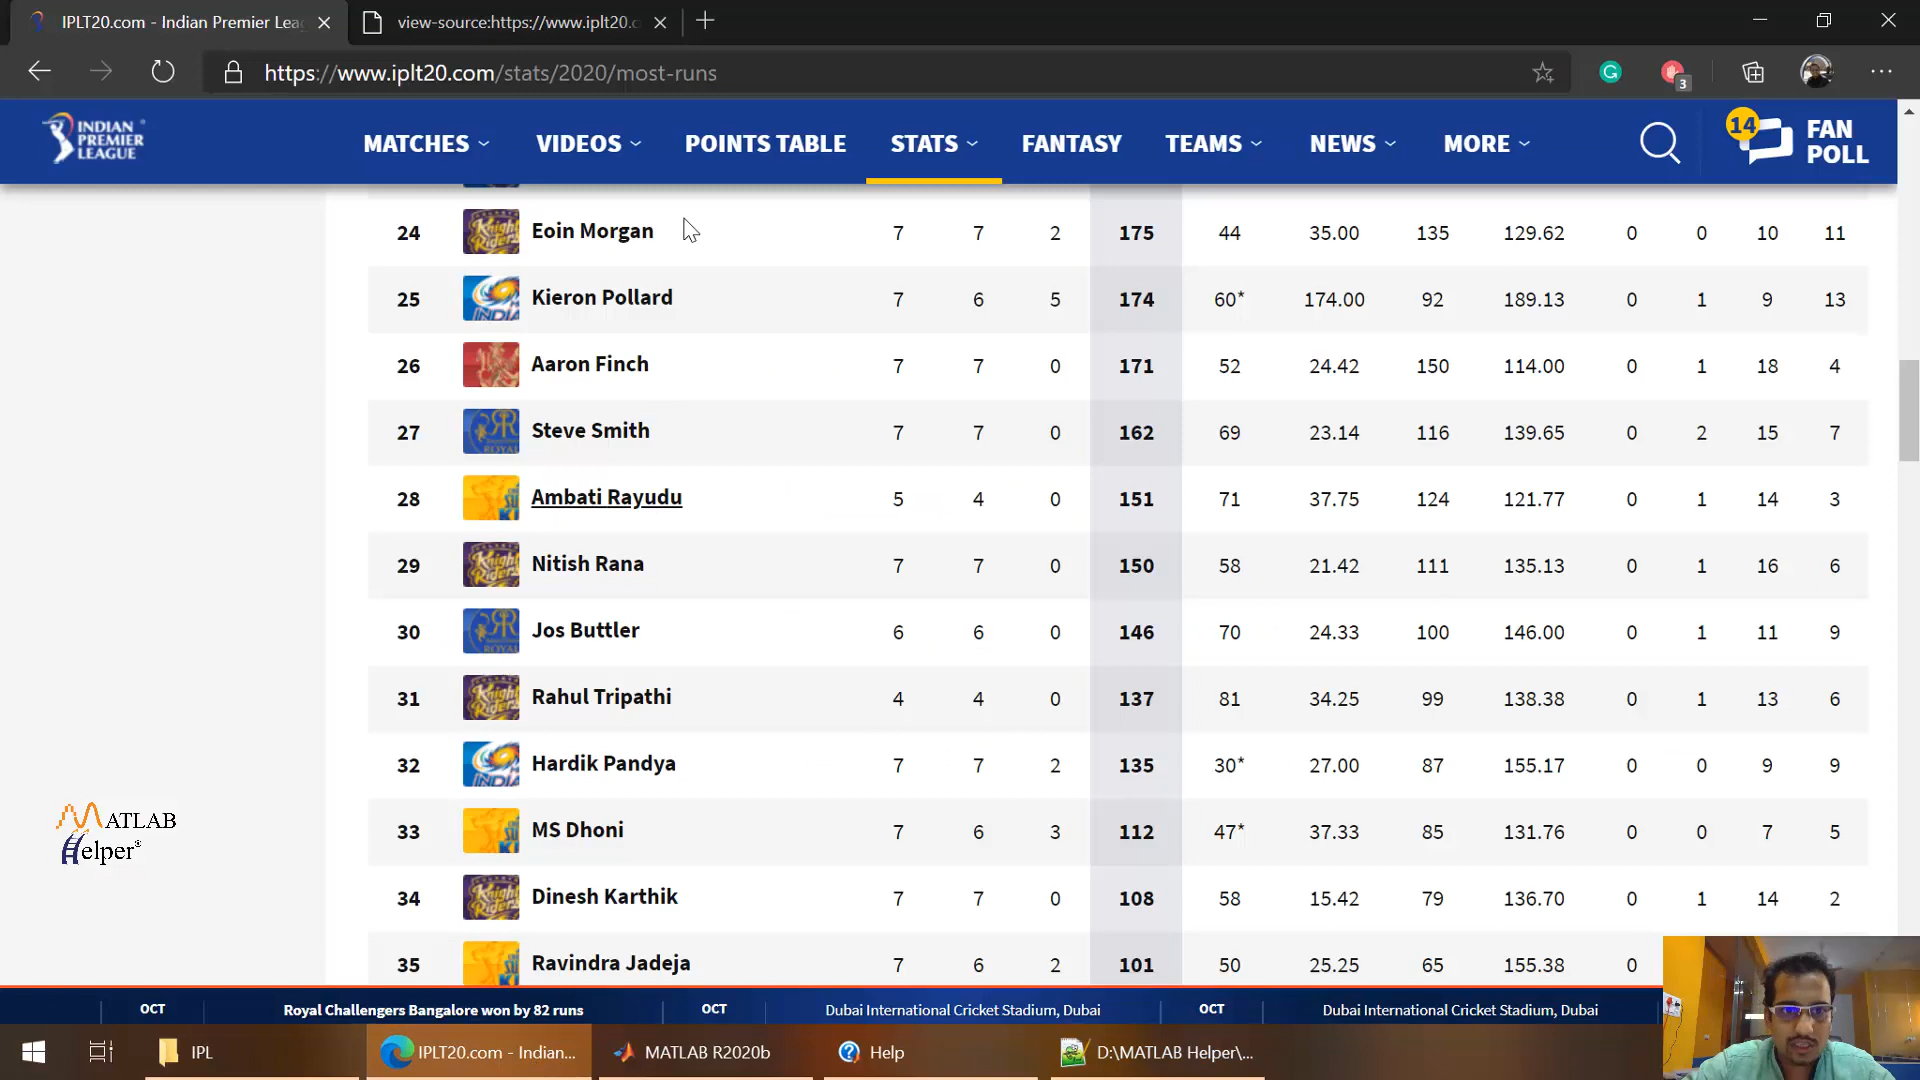 IPLT20.com - Indian Premier Lea
view-source:https://www.iplt20.c
https://www.iplt20.com/stats/2020/most-runs
3
INDIAN PREMIER LEAGUE
MATCHES
VIDEOS
POINTS TABLE
STATS
FANTASY
TEAMS
NEWS
MORE
14
FAN POLL
24 Eoin Morgan 7 7 2 175 44 35.00 135 129.62 0 0 10 11
25 Kieron Pollard 7 6 5 174 60* 174.00 92 189.13 0 1 9 13
26 Aaron Finch 7 7 0 171 52 24.42 150 114.00 0 1 18 4
27 Steve Smith 7 7 0 162 69 23.14 116 139.65 0 2 15 7
28 Ambati Rayudu 5 4 0 151 71 37.75 124 121.77 0 1 14 3
29 Nitish Rana 7 7 0 150 58 21.42 111 135.13 0 1 16 6
30 Jos Buttler 6 6 0 146 70 24.33 100 146.00 0 1 11 9
31 Rahul Tripathi 4 4 0 137 81 34.25 99 138.38 0 1 13 6
32 Hardik Pandya 7 7 2 135 30* 27.00 87 155.17 0 0 9 9
33 MS Dhoni 7 6 3 112 47* 37.33 85 131.76 0 0 7 5
34 Dinesh Karthik 7 7 0 108 58 15.42 79 136.70 0 1 14 2
35 Ravindra Jadeja 7 6 2 101 50 25.25 65 155.38 0
MATLAB
Helper®
OCT Royal Challengers Bangalore won by 82 runs OCT Dubai International Cricket Stadium, Dubai OCT Dubai International Cricket Stadium, Dubai
IPL
IPLT20.com - Indian...
MATLAB R2020b
Help
D:\MATLAB Helper\...